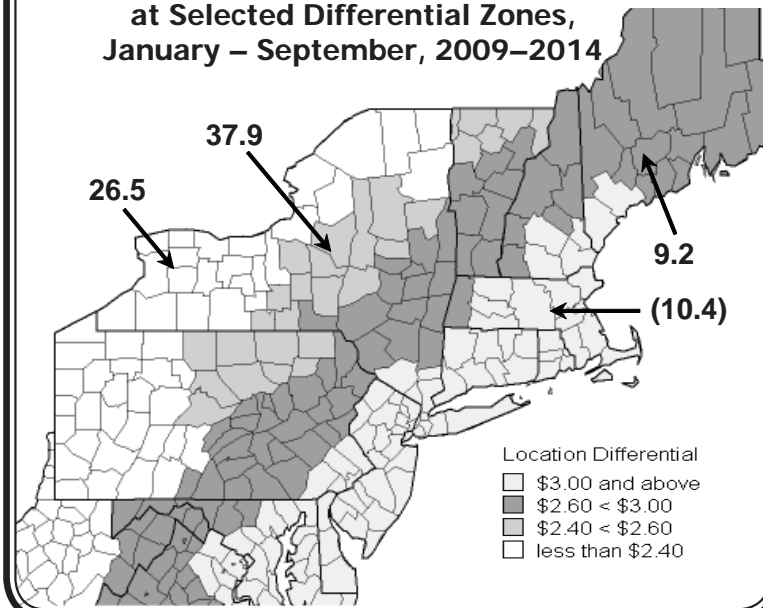 at Selected Differential Zones,
January – September, 2009–2014
37.9
26.5
9.2
(10.4)
Location Differential
$3.00 and above
$2.60 < $3.00
$2.40 < $2.60
less than $2.40